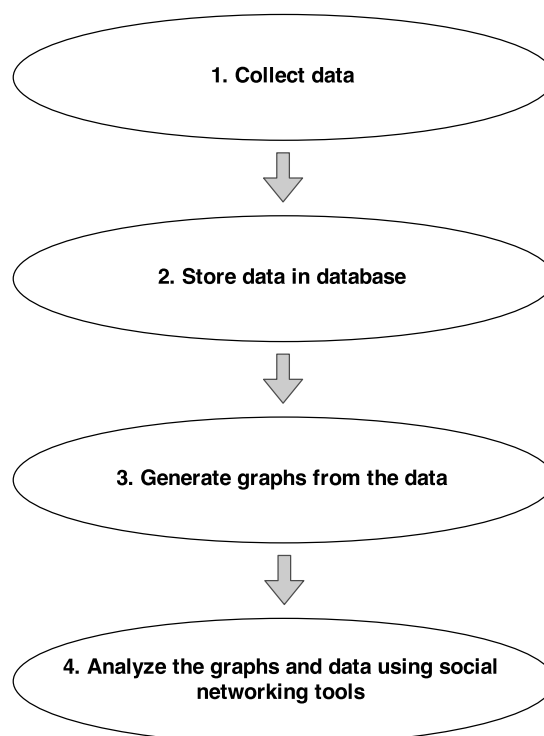 1. Collect data
2. Store data in database
3. Generate graphs from the data
4. Analyze the graphs and data using social
networking tools